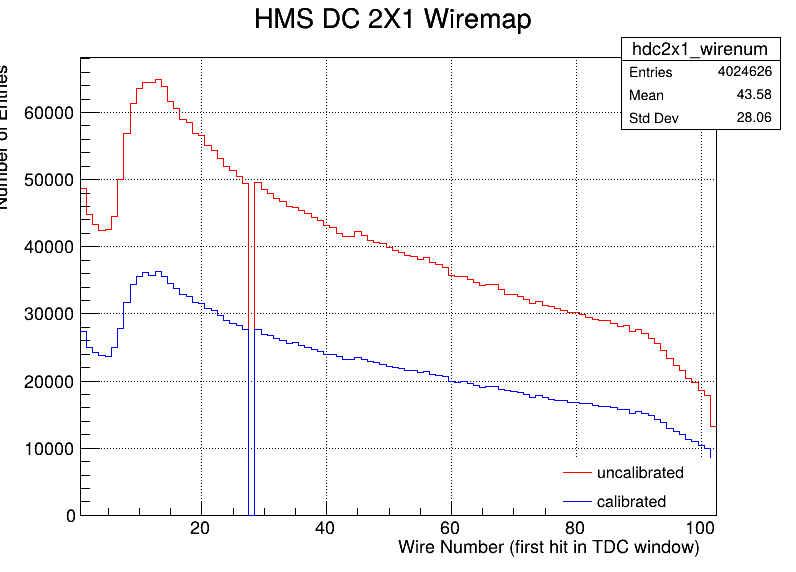 HMS DC 2X1 Wiremap
hdc2x1_wirenum
Entries 4024626
Mean 43.58
Std Dev 28.06
Number of Entries
60000
50000
40000
30000
20000
10000
0
20 40 60 80 100
Wire Number (first hit in TDC window)
uncalibrated
calibrated